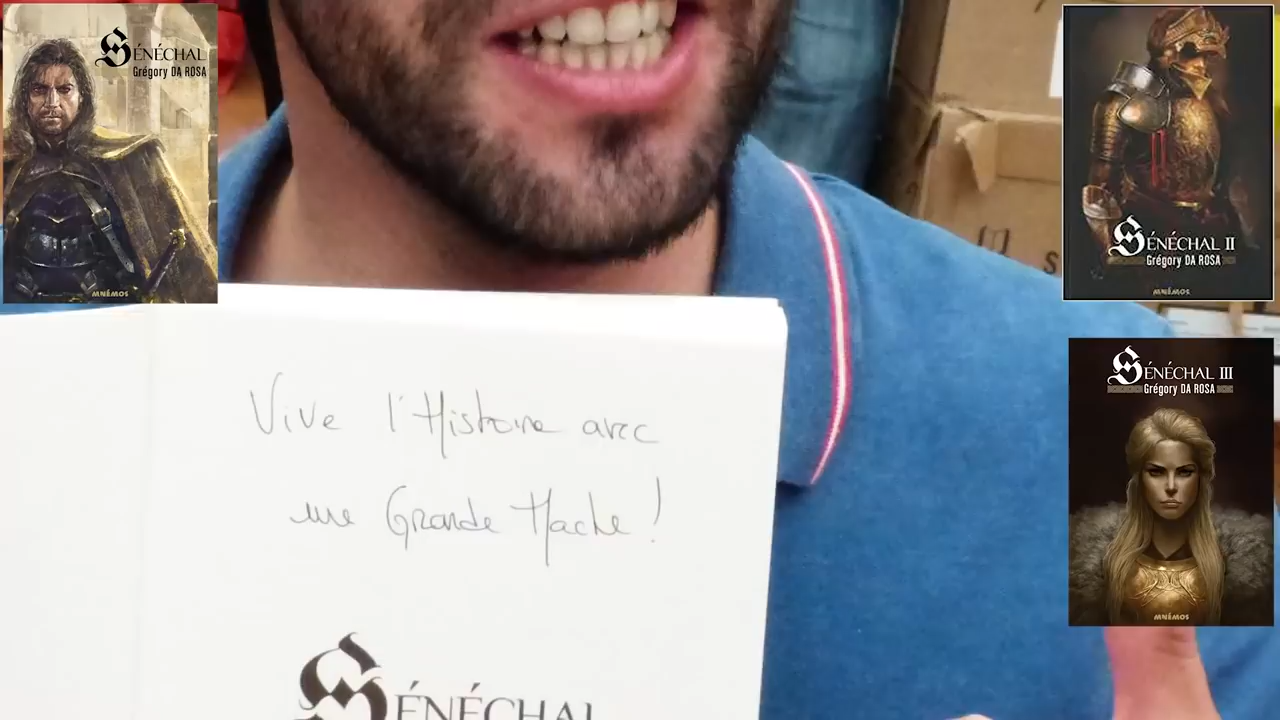 SÉNÉCHAL
Grégory DA ROSA
MNÉMOS
SÉNÉCHAL II
Grégory DA ROSA
MNÉMOS
SÉNÉCHAL III
Grégory DA ROSA
MNÉMOS
Vive l'Histoire avec
une Grande Hache !
SÉNÉCHAL